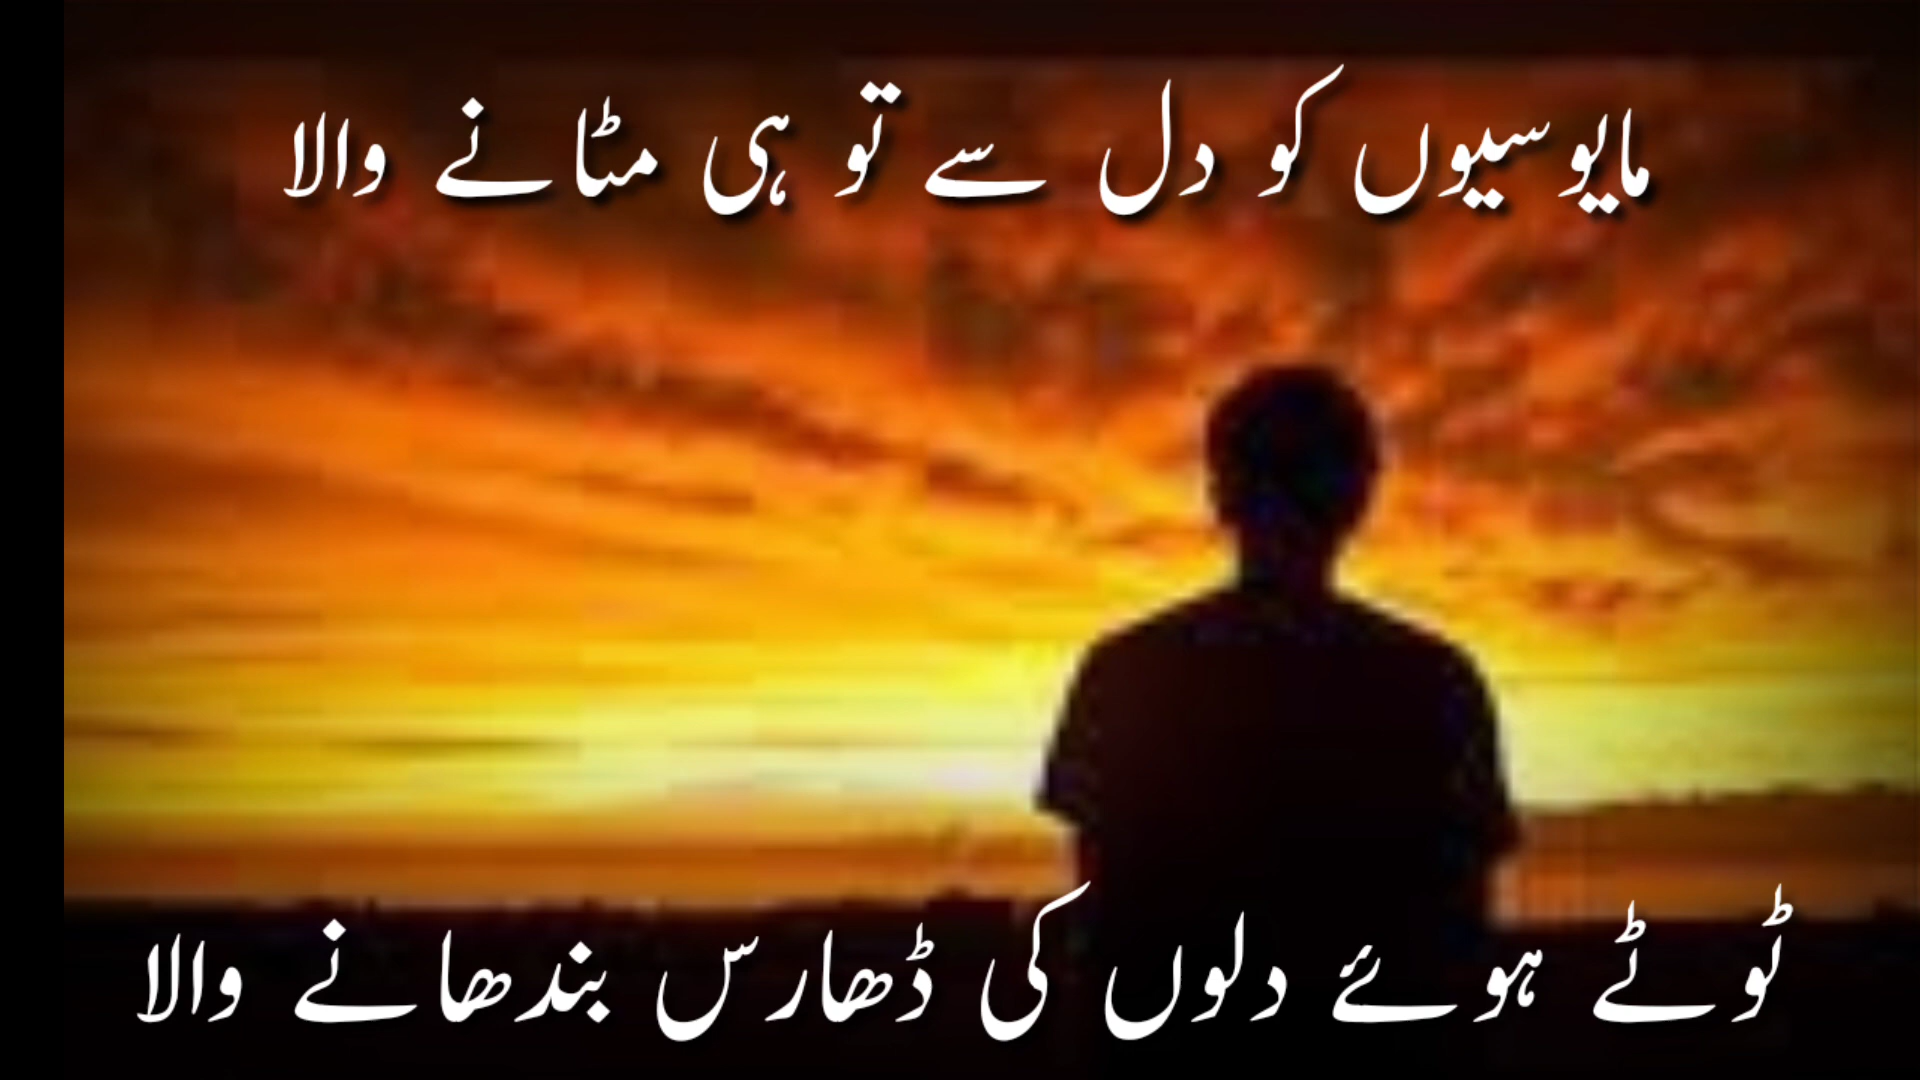 مایوسیوں کو دل سے تو ہی مٹانے والا
ٹوٹے ہوئے دلوں کی ڈھارس بندھانے والا